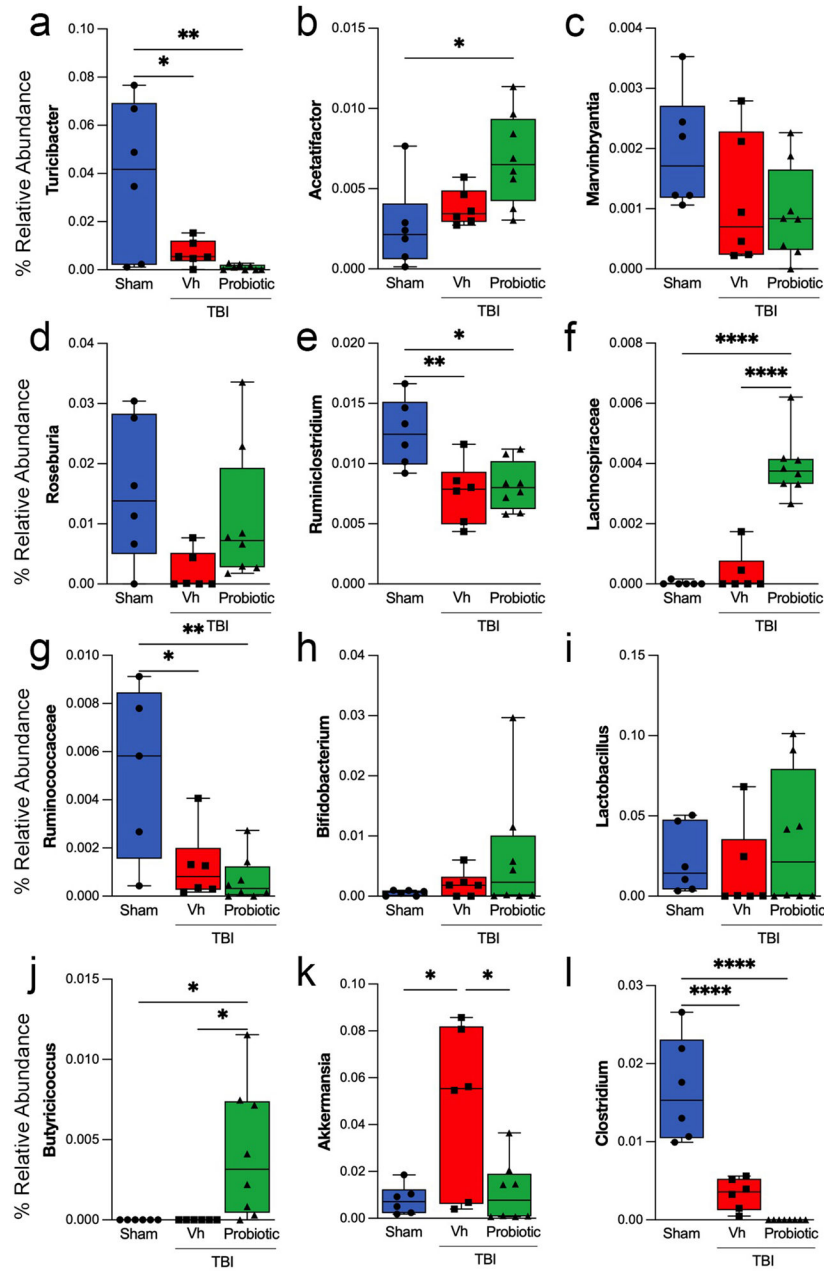 a
b
c
% Relative Abundance
Turicibacter
0.10
0.08
0.06
0.04
0.02
0.00
**
*
Sham
Vh
Probiotic
TBI
Acetatifactor
0.015
0.010
0.005
0.000
*
Sham
Vh
Probiotic
TBI
Marvinbryantia
0.004
0.003
0.002
0.001
0.000
Sham
Vh
Probiotic
TBI
d
e
f
% Relative Abundance
Roseburia
0.04
0.03
0.02
0.01
0.00
Sham
Vh
Probiotic
TBI
Ruminiclostridium
0.020
0.015
0.010
0.005
0.000
*
**
Sham
Vh
Probiotic
TBI
Lachnospiraceae
0.008
0.006
0.004
0.002
0.000
****
****
Sham
Vh
Probiotic
TBI
g
h
i
% Relative Abundance
Ruminococcaceae
0.010
0.008
0.006
0.004
0.002
0.000
**
*
Sham
Vh
Probiotic
TBI
Bifidobacterium
0.04
0.03
0.02
0.01
0.00
Sham
Vh
Probiotic
TBI
Lactobacillus
0.15
0.10
0.05
0.00
Sham
Vh
Probiotic
TBI
j
k
l
% Relative Abundance
Butyricicoccus
0.015
0.010
0.005
0.000
*
*
Sham
Vh
Probiotic
TBI
Akkermansia
0.10
0.08
0.06
0.04
0.02
0.00
*
*
Sham
Vh
Probiotic
TBI
Clostridium
0.03
0.02
0.01
0.00
****
****
Sham
Vh
Probiotic
TBI